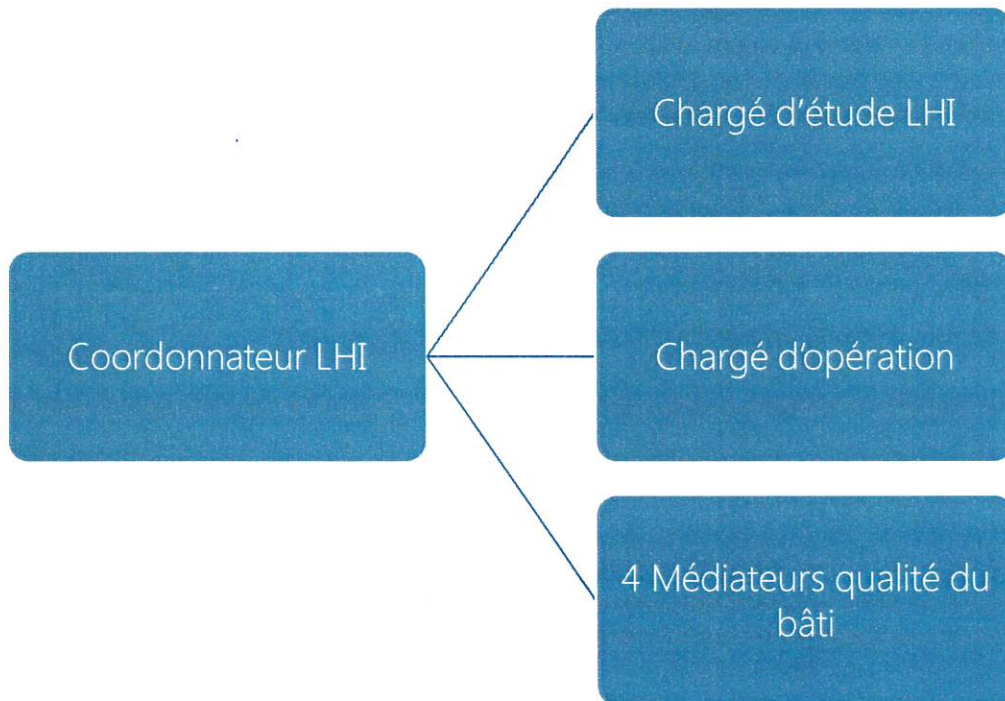 Chargé d'étude LHI
Coordonnateur LHI
Chargé d'opération
4 Médiateurs qualité du
bâti